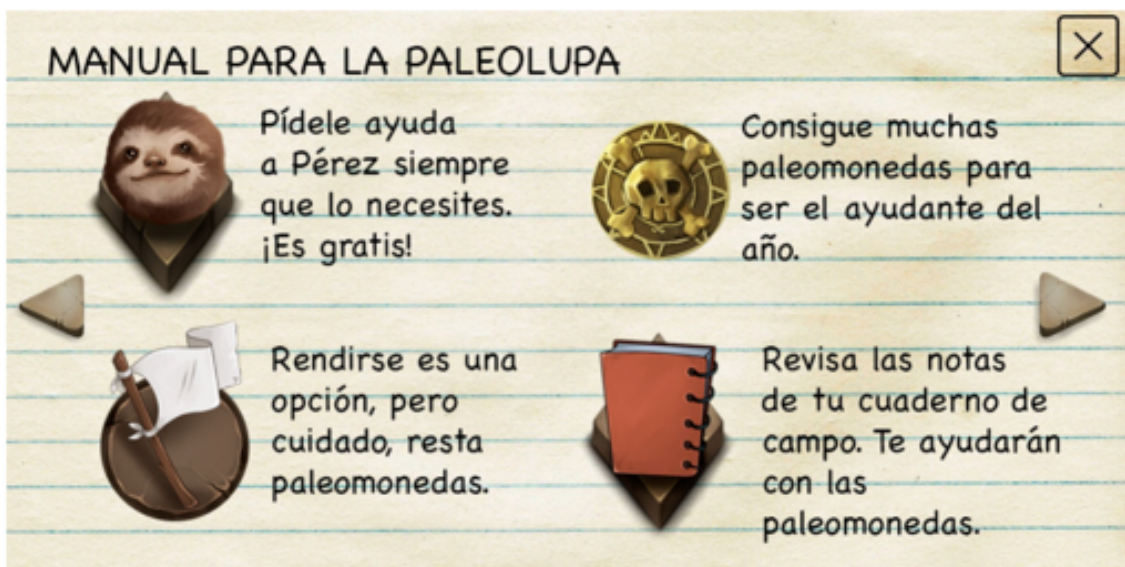 MANUAL PARA LA PALEOLUPA
Pídele ayuda
a Pérez siempre
que lo necesites.
¡Es gratis!
Consigue muchas
paleomonedas para
ser el ayudante del
año.
Rendirse es una
opción, pero
cuidado, resta
paleomonedas.
Revisa las notas
de tu cuaderno de
campo. Te ayudarán
con las
paleomonedas.